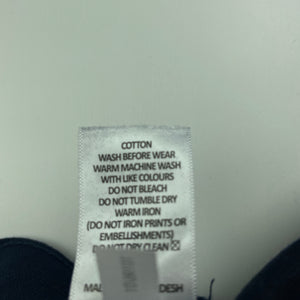 COTTON
WASH BEFORE WEAR
WARM MACHINE WASH
WITH LIKE COLOURS
DO NOT BLEACH
DO NOT TUMBLE DRY
WARM IRON
(DO NOT IRON PRINTS OR
EMBELLISHMENTS)
DO NOT DRY CLEAN